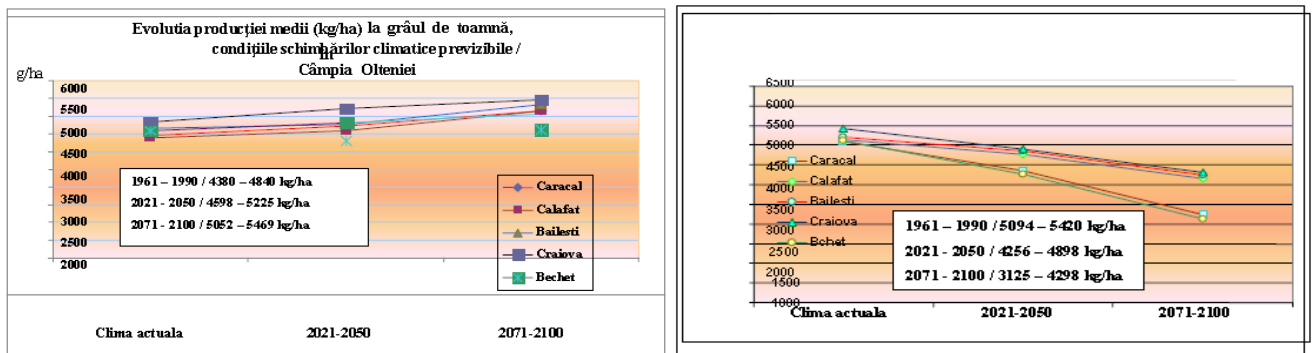 Evolutia producției medii (kg/ha) la grâul de toamnă,
în
condițiile schimbărilor climatice previzibile /
Câmpia Olteniei
g/ha
6000
5500
5000
4500
4000
3500
3000
2500
2000
1961 – 1990 / 4380 – 4840 kg/ha
2021 - 2050 / 4598 – 5225 kg/ha
2071 - 2100 / 5052 – 5469 kg/ha
Caracal
Calafat
Bailesti
Craiova
Bechet
Clima actuala
2021-2050
2071-2100
6500
6000
5500
5000
4500
4000
3500
3000
2500
2000
1500
1000
Caracal
Calafat
Bailesti
Craiova
Bchet
1961 – 1990 / 5094 – 5420 kg/ha
2021 - 2050 / 4256 – 4898 kg/ha
2071 - 2100 / 3125 – 4298 kg/ha
Clima actuala
2021-2050
2071-2100